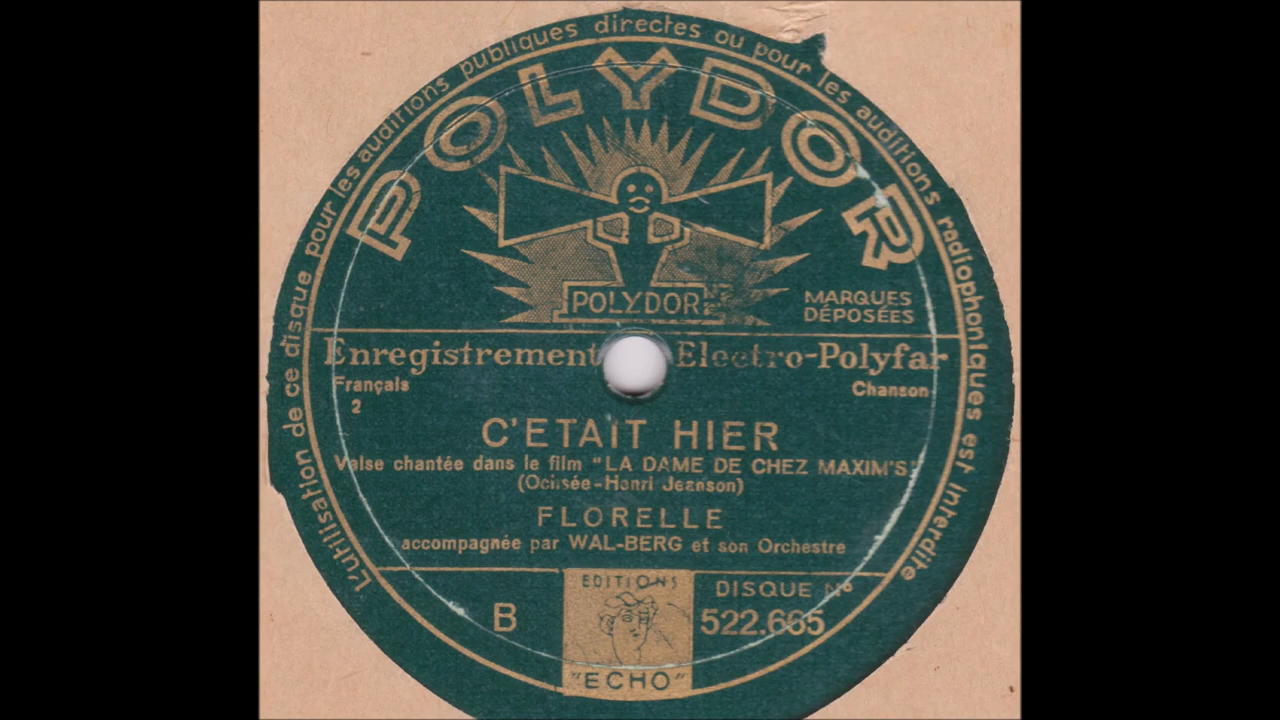 L'utilisation de ce disque pour les auditions publiques directes ou pour les auditions radiophoniques est interdite
POLYDOR
POLYDOR
MARQUES
DÉPOSÉES
Enregistrement Electro-Polyfar
Français
Chanson
2
C'ETAIT HIER
Valse chantée dans le film "LA DAME DE CHEZ MAXIM'S"
(Ocilsée-Henri Jeanson)
FLORELLE
accompagnée par WAL-BERG et son Orchestre
B
EDITIONS
"ECHO"
DISQUE No
522.665